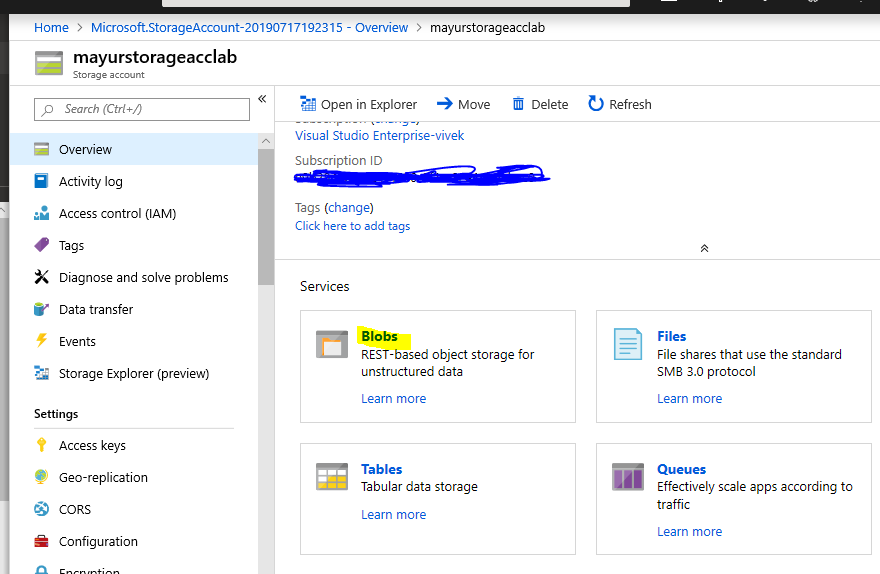 Home > Microsoft.StorageAccount-20190717192315 - Overview > mayurstorageacclab
mayurstorageacclab
Storage account
Search (Ctrl+/)
«
Overview
Activity log
Access control (IAM)
Tags
Diagnose and solve problems
Data transfer
Events
Storage Explorer (preview)
Settings
Access keys
Geo-replication
CORS
Configuration
Encryption
Open in Explorer
Move
Delete
Refresh
Subscription (change)
Visual Studio Enterprise-vivek
Subscription ID
Tags (change)
Click here to add tags
Services
Blobs
REST-based object storage for
unstructured data
Learn more
Files
File shares that use the standard
SMB 3.0 protocol
Learn more
Tables
Tabular data storage
Learn more
Queues
Effectively scale apps according to
traffic
Learn more